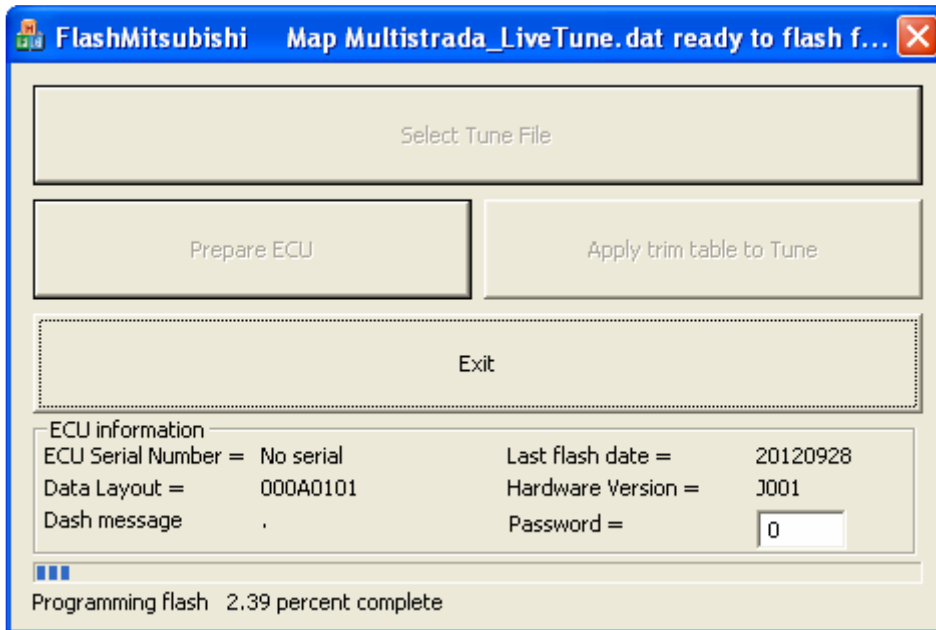 FlashMitsubishi Map Multistrada_LiveTune.dat ready to flash f...
Select Tune File
Prepare ECU Apply trim table to Tune
Exit
ECU information
ECU Serial Number = No serial Last flash date = 20120928
Data Layout = 000A0101 Hardware Version = J001
Dash message . Password = 0
Programming flash 2.39 percent complete